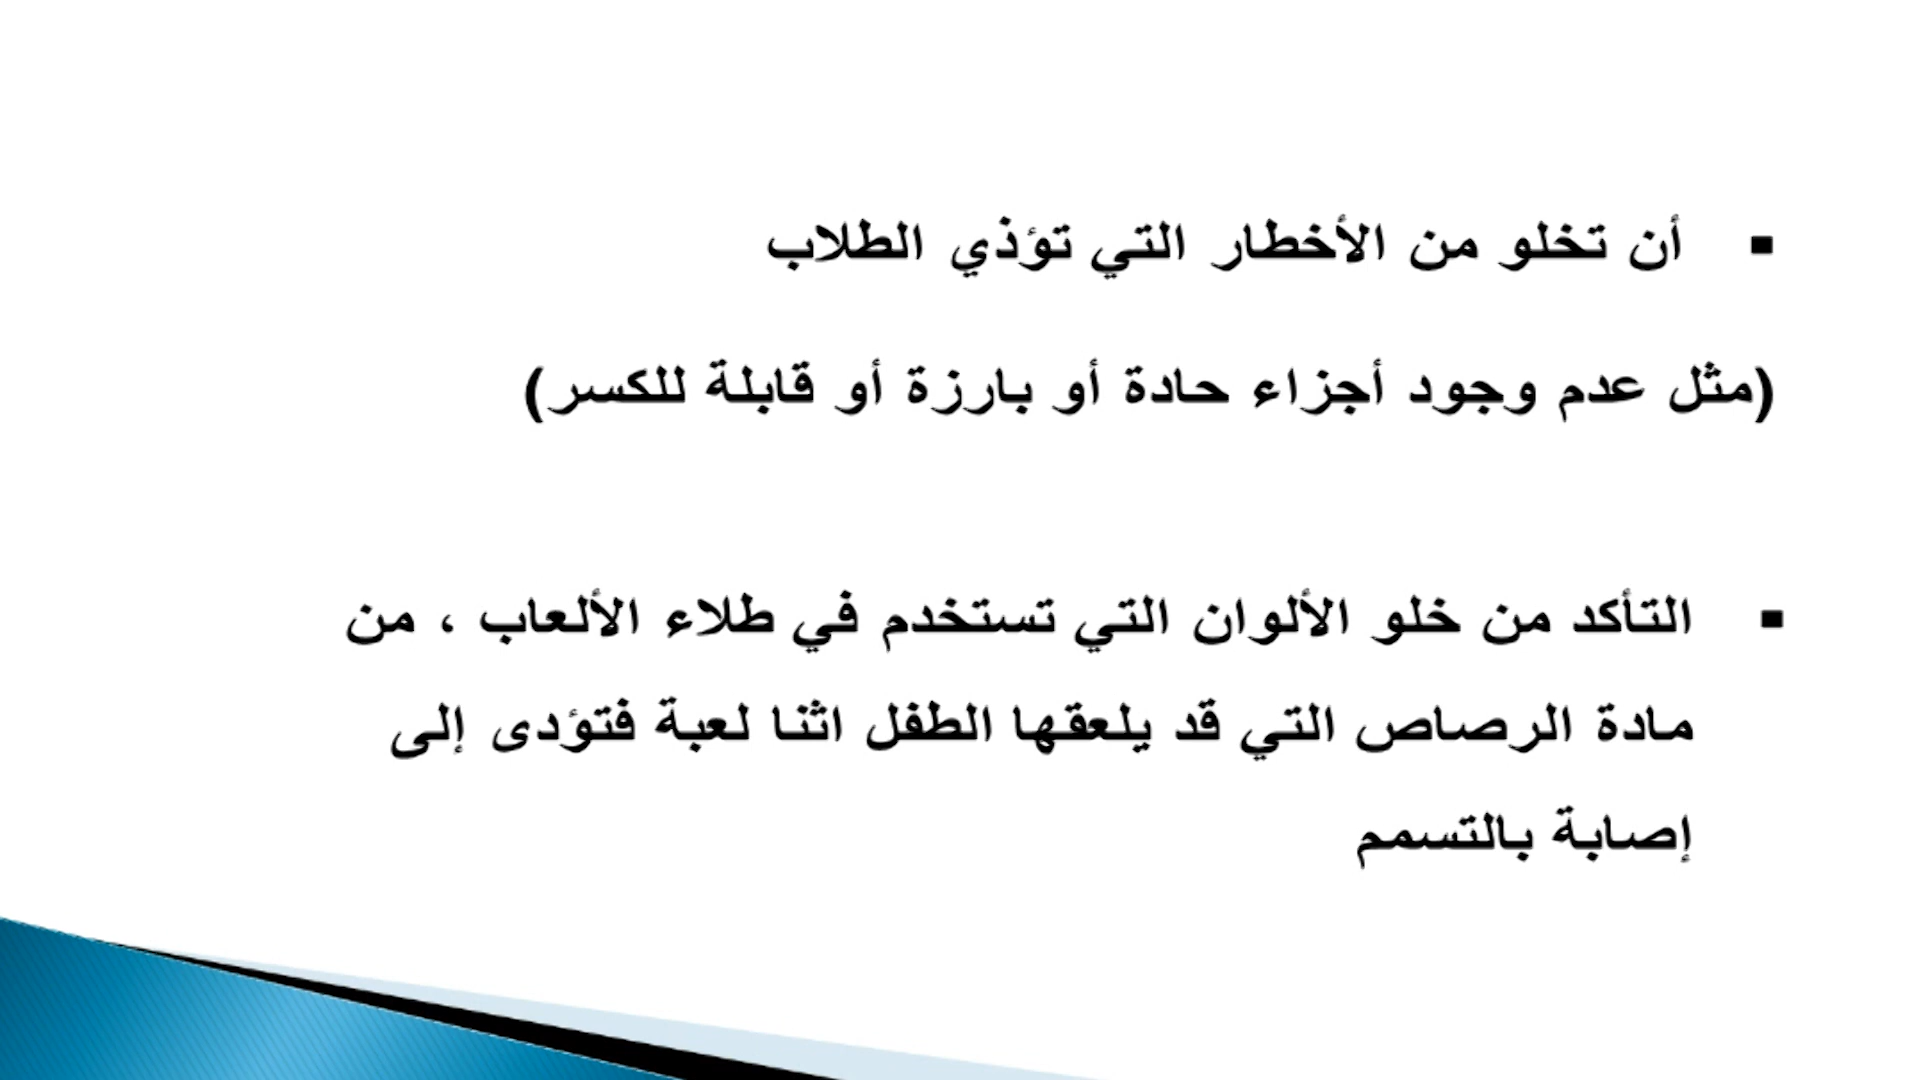 ▪ أن تخلو من الأخطار التي تؤذي الطلاب
(مثل عدم وجود أجزاء حادة أو بارزة أو قابلة للكسر)
▪ التأكد من خلو الألوان التي تستخدم في طلاء الألعاب ، من
مادة الرصاص التي قد يلعقها الطفل اثنا لعبة فتؤدى إلى
إصابة بالتسمم